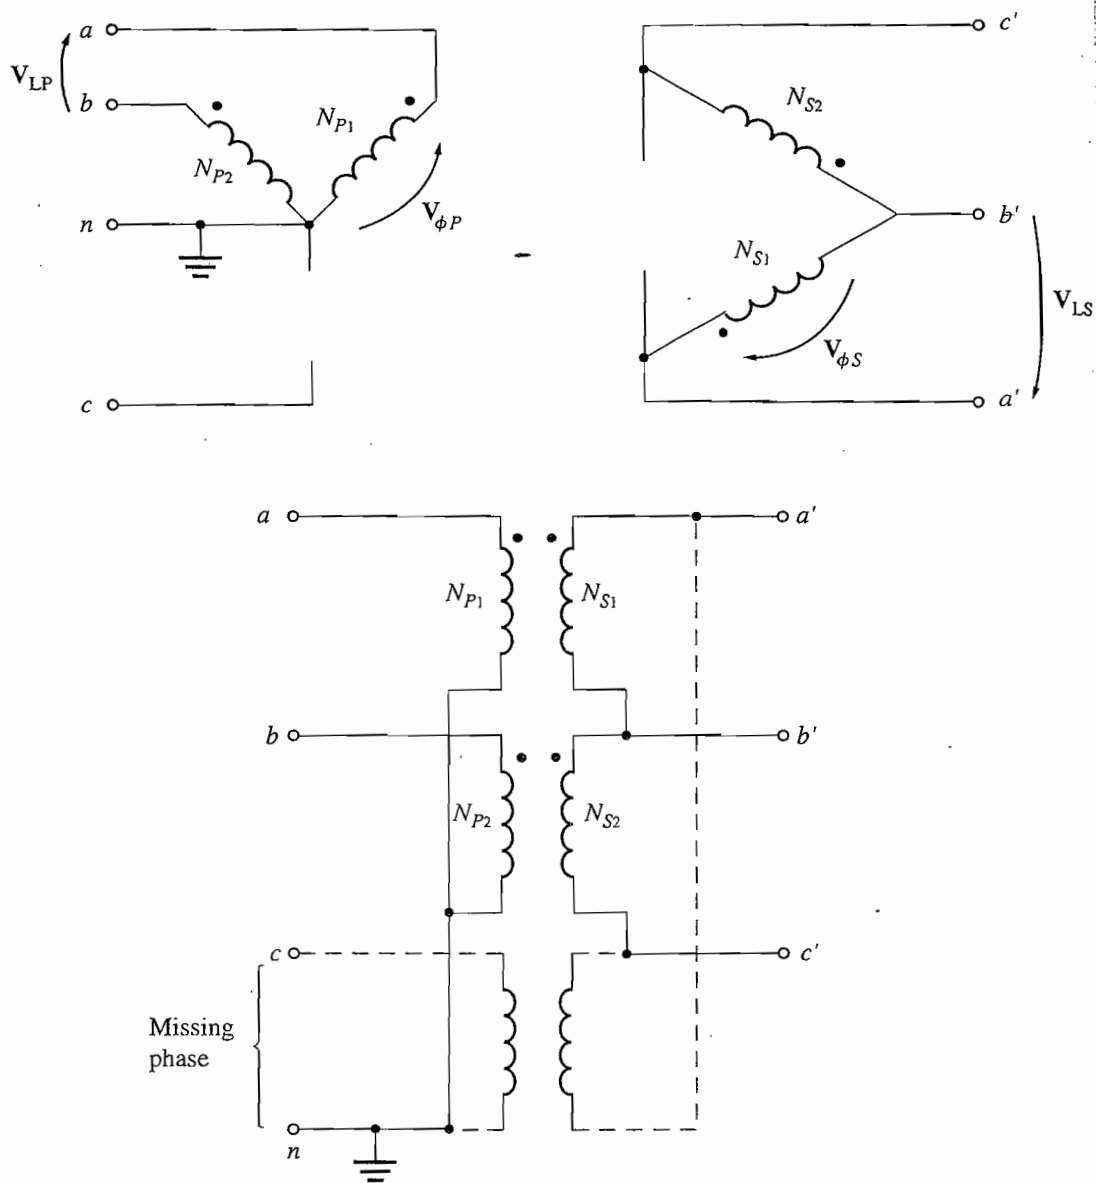 a
V_LP
b
N_P1
N_P2
n
V_ϕP
c
c'
N_S2
b'
N_S1
V_LS
V_ϕS
a'
a
a'
N_P1
N_S1
b
b'
N_P2
N_S2
c
c'
Missing
phase
n